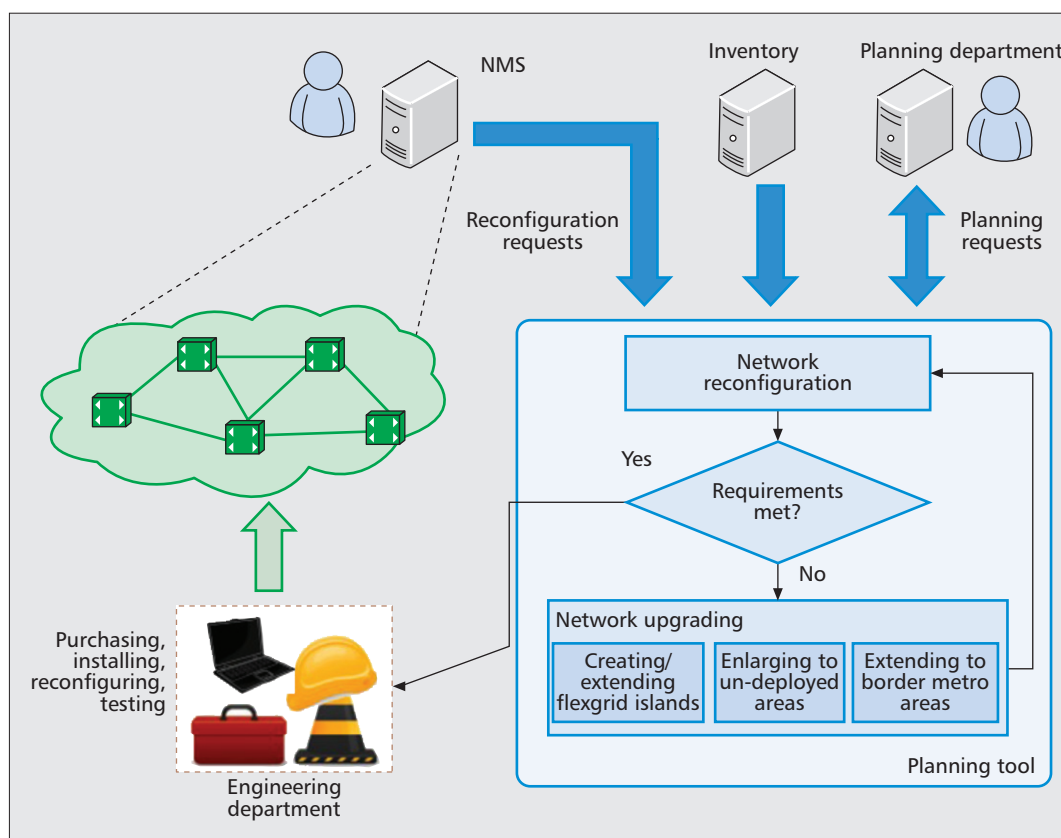 NMS
Inventory
Planning department
Reconfiguration
requests
Planning
requests
Network
reconfiguration
Yes
Requirements
met?
No
Network upgrading
Creating/
extending
flexgrid islands
Enlarging to
un-deployed
areas
Extending to
border metro
areas
Planning tool
Purchasing,
installing,
reconfiguring,
testing
Engineering
department